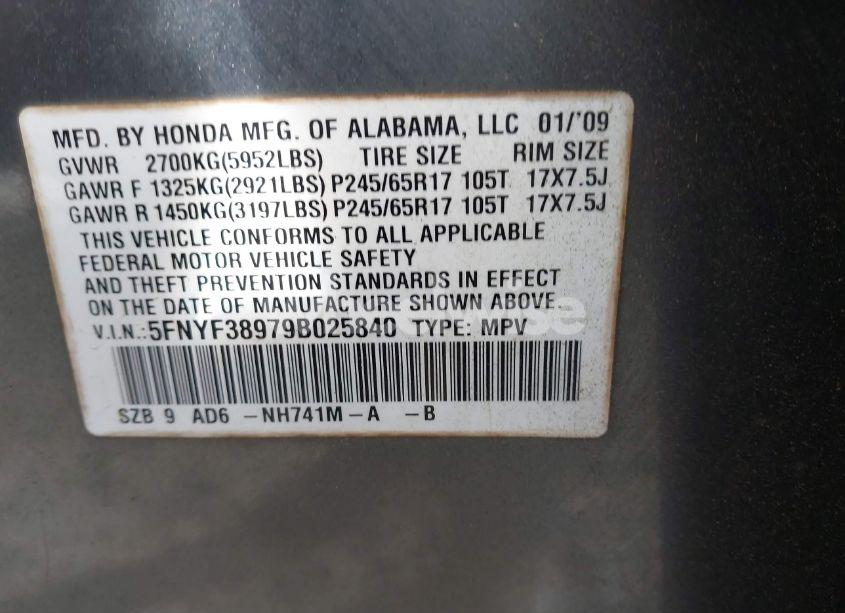 MFD. BY HONDA MFG. OF ALABAMA, LLC 01/'09
GVWR 2700KG(5952LBS) TIRE SIZE RIM SIZE
GAWR F 1325KG(2921LBS) P245/65R17 105T 17X7.5J
GAWR R 1450KG(3197LBS) P245/65R17 105T 17X7.5J
THIS VEHICLE CONFORMS TO ALL APPLICABLE
FEDERAL MOTOR VEHICLE SAFETY
AND THEFT PREVENTION STANDARDS IN EFFECT
ON THE DATE OF MANUFACTURE SHOWN ABOVE.
V.I.N.:5FNYF38979B025840 TYPE: MPV
SZB 9 AD6 -NH741M-A -B